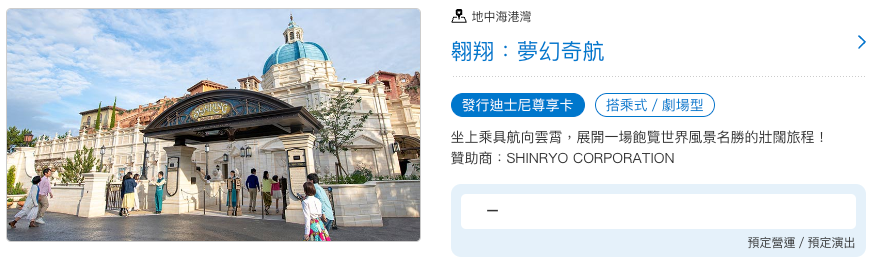 地中海港灣
翱翔：夢幻奇航
發行迪士尼尊享卡
搭乘式 / 劇場型
坐上乘具航向雲霄，展開一場飽覽世界風景名勝的壯闊旅程！
贊助商：SHINRYO CORPORATION
–
預定營運 / 預定演出